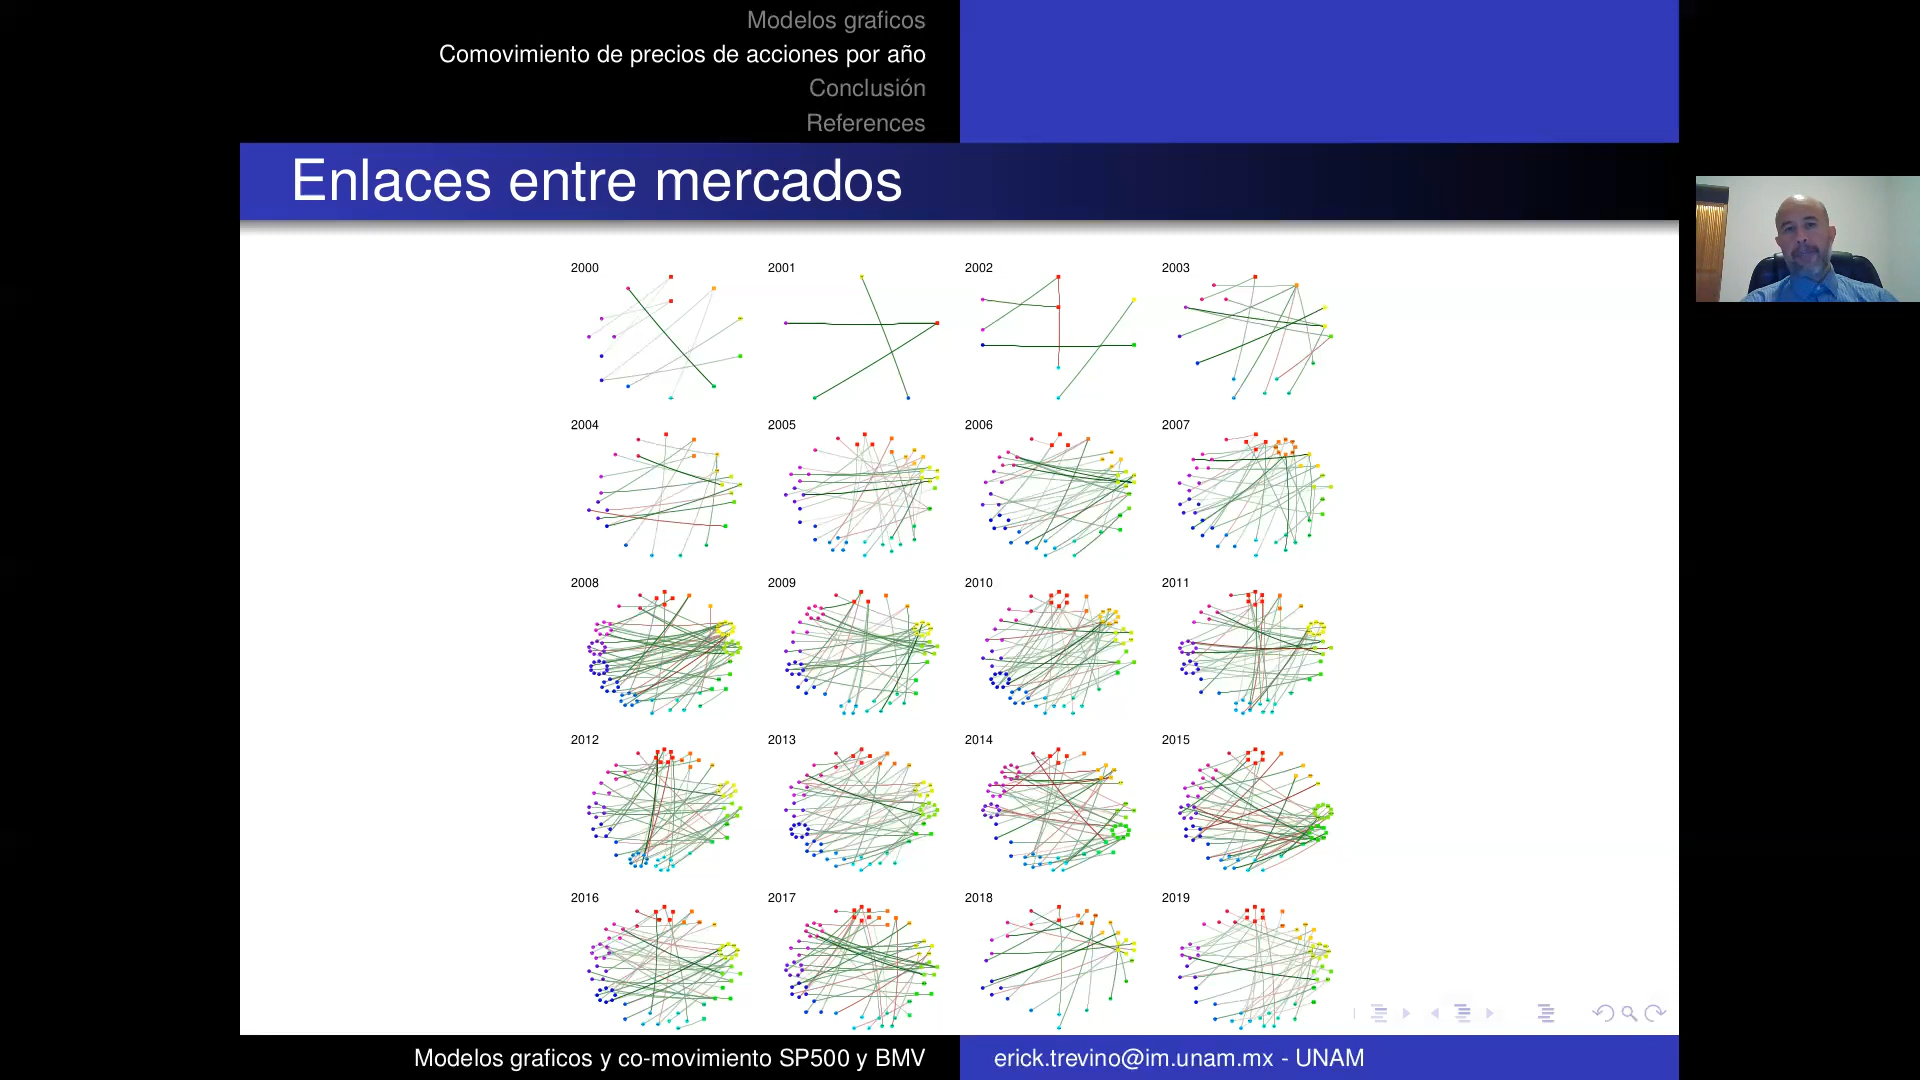 Modelos graficos
Comovimiento de precios de acciones por año
Conclusión
References
Enlaces entre mercados
2000 2001 2002 2003
2004 2005 2006 2007
2008 2009 2010 2011
2012 2013 2014 2015
2016 2017 2018 2019
Modelos graficos y co-movimiento SP500 y BMV
erick.trevino@im.unam.mx - UNAM